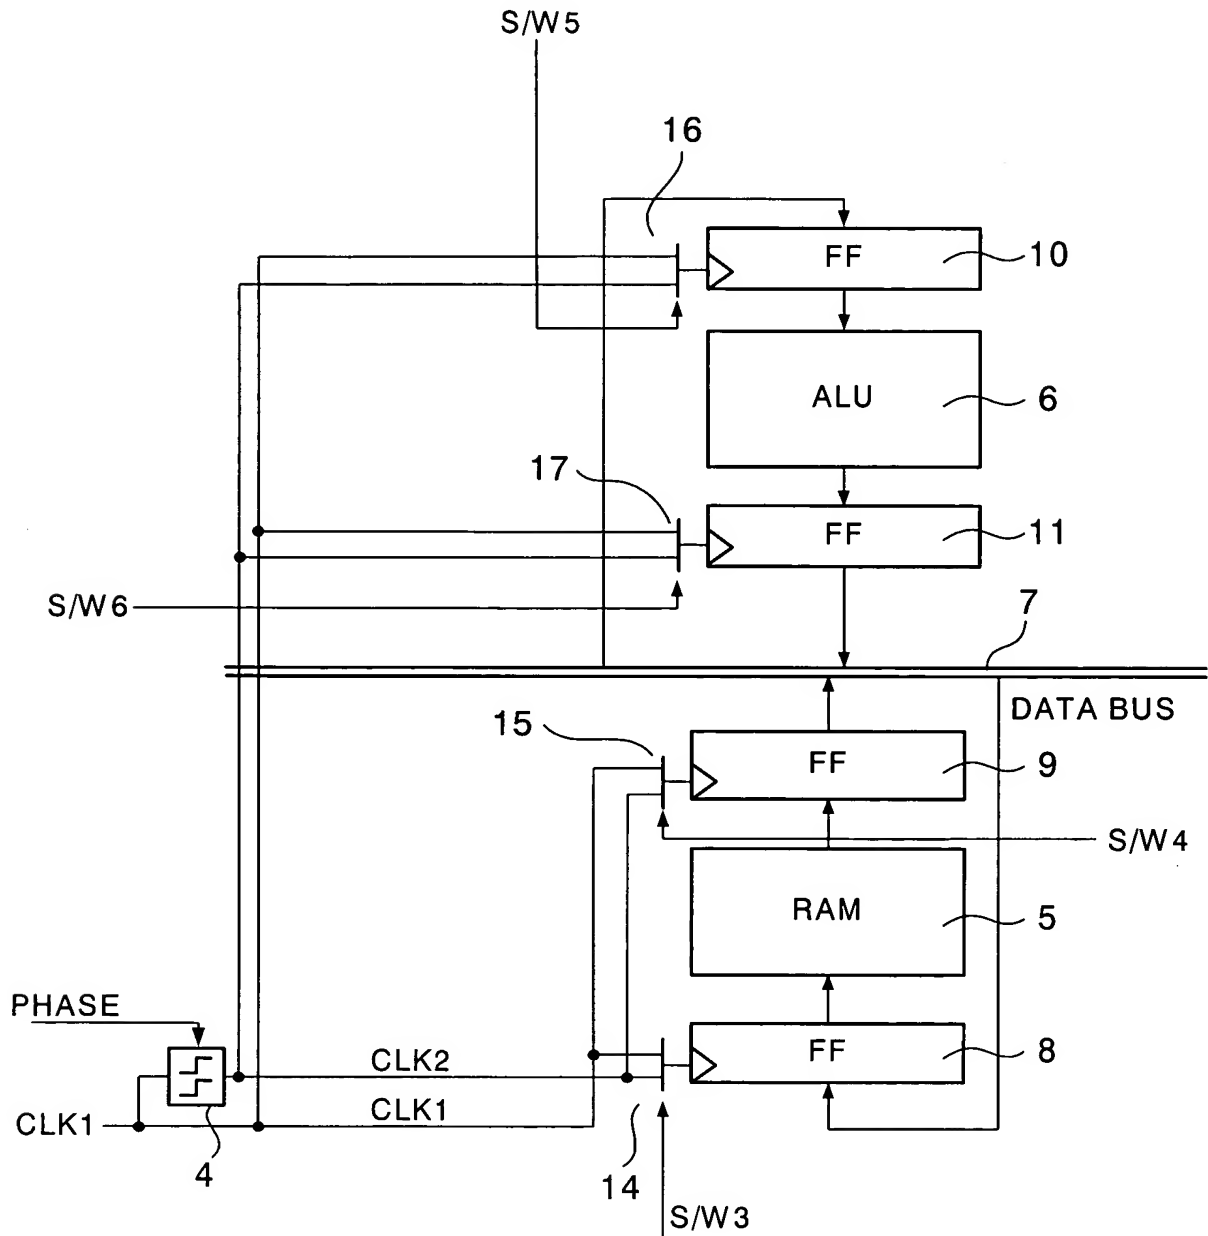 S/W5
16
FF
10
ALU
6
17
FF
11
S/W6
7
DATA BUS
15
FF
9
S/W4
RAM
5
PHASE
FF
8
CLK2
CLK1
CLK1
4
14
S/W3